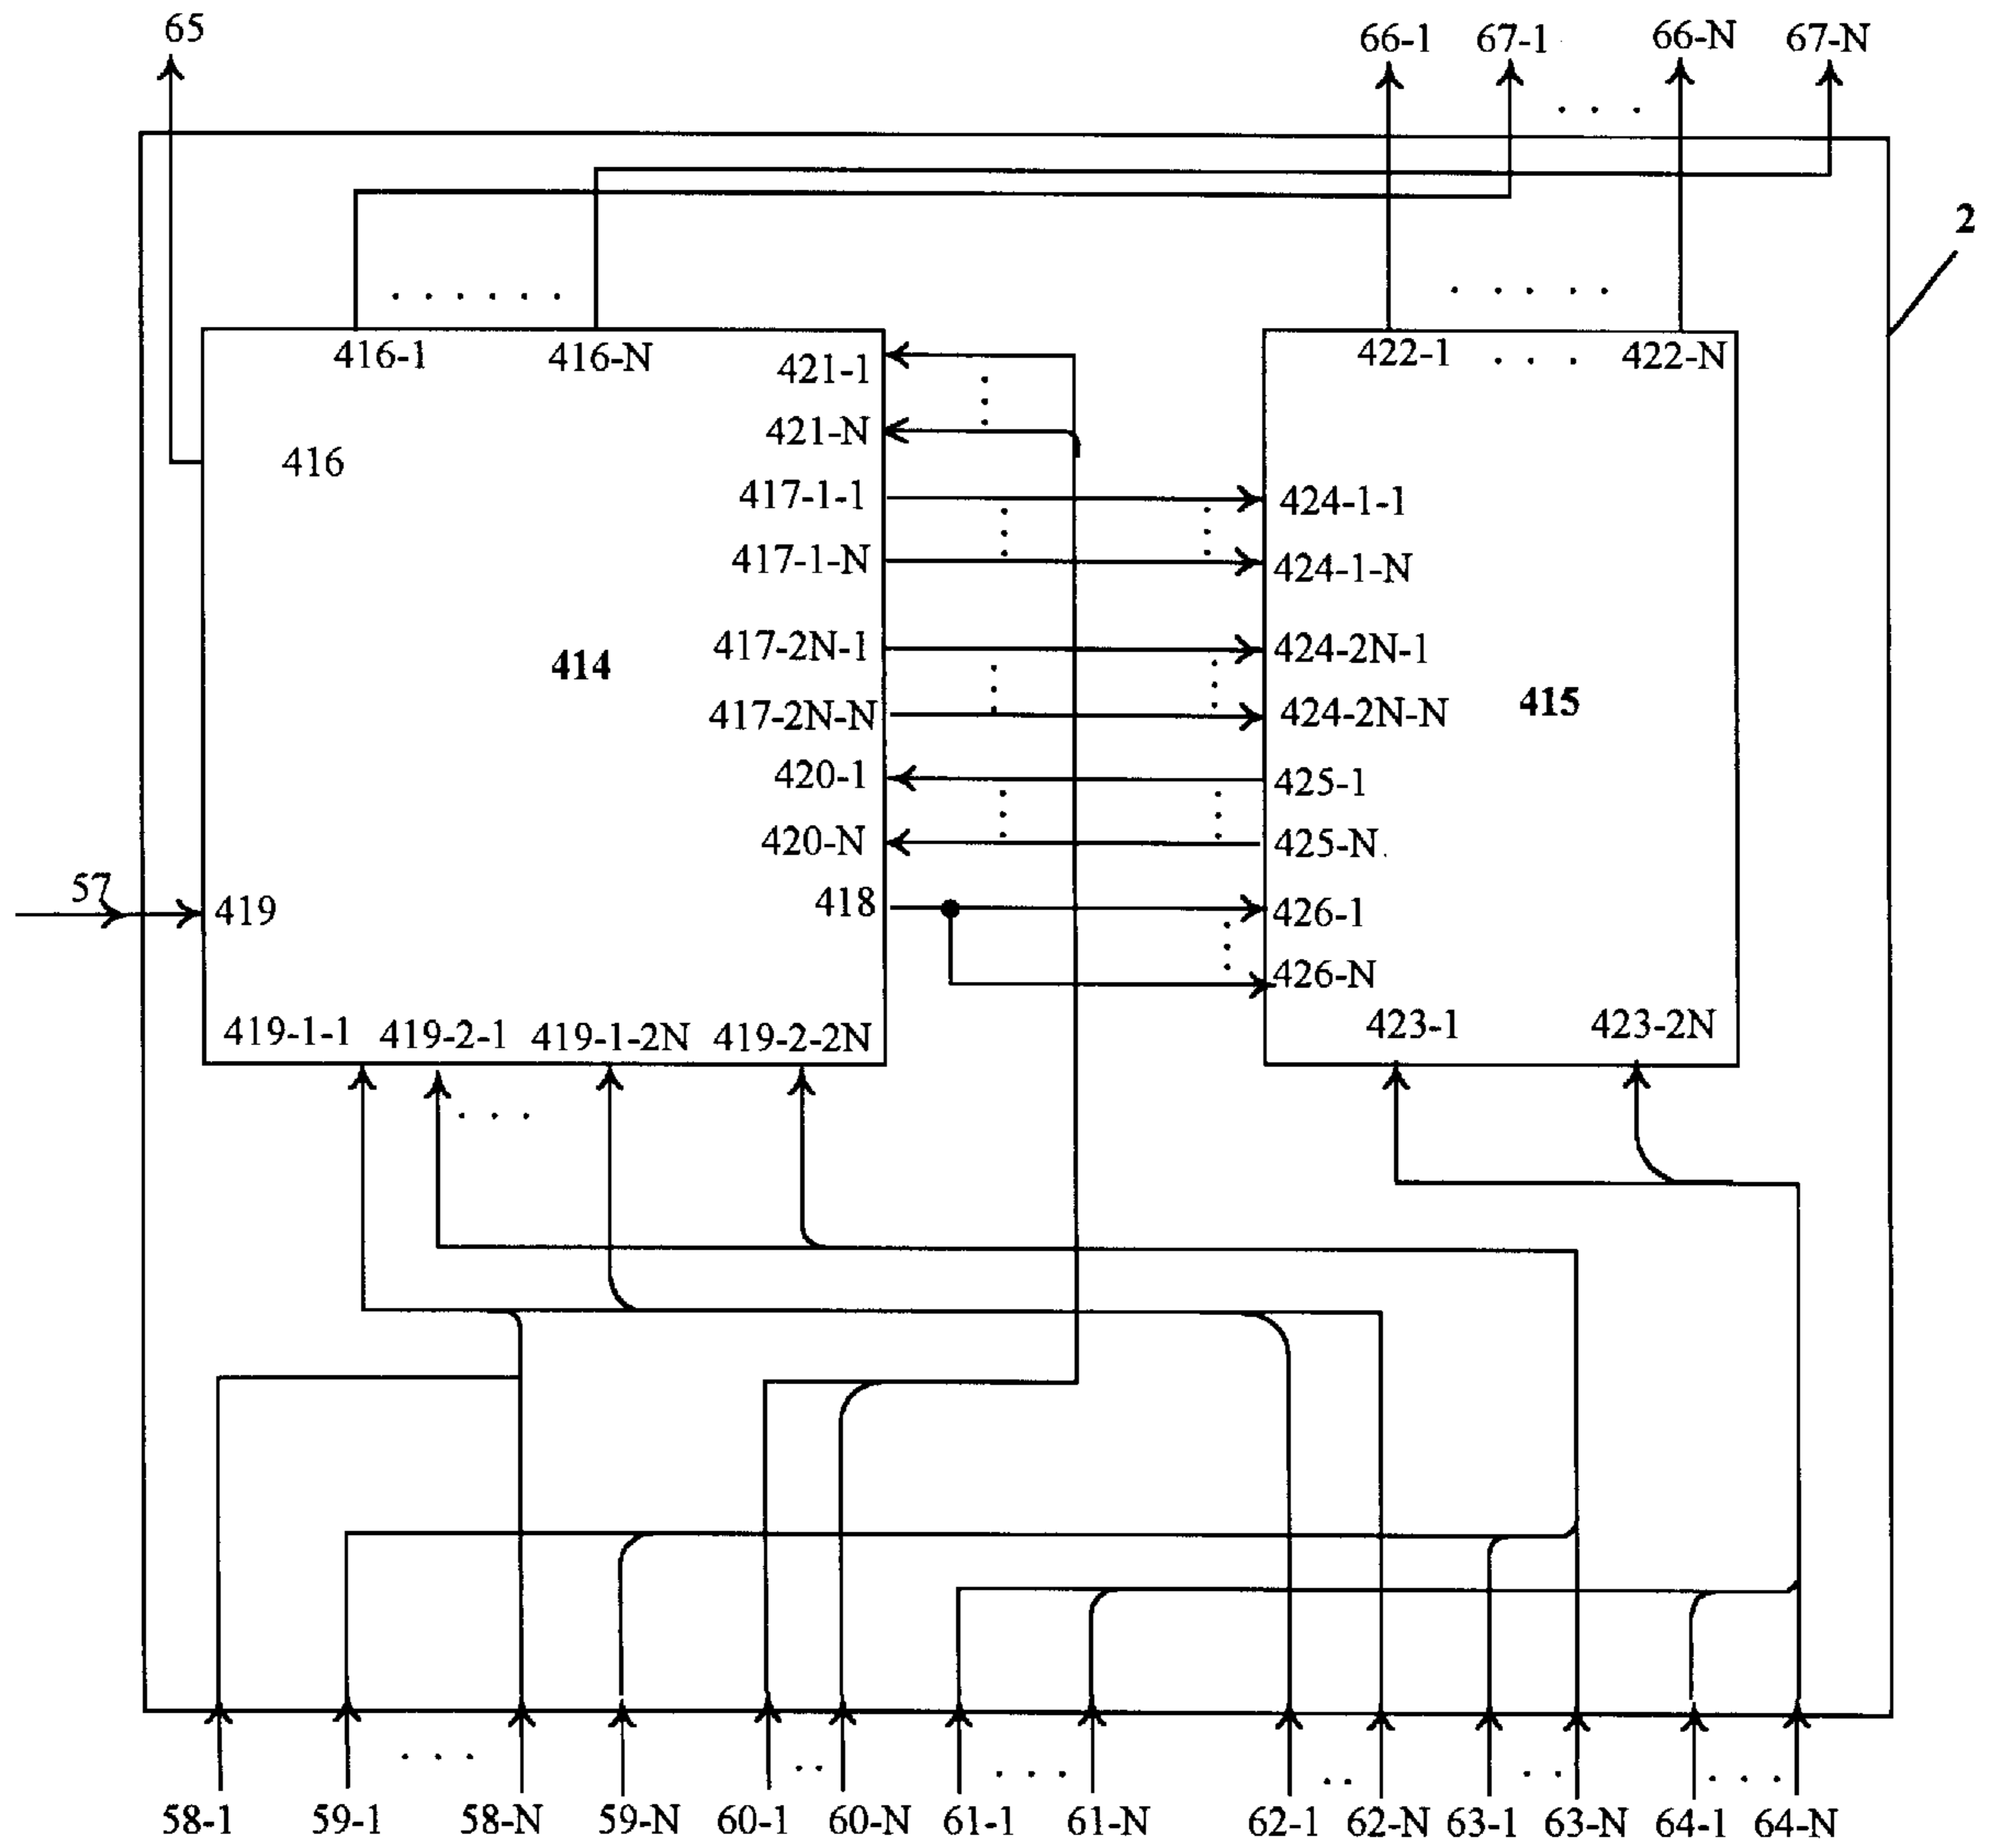 65 66-1 67-1 66-N 67-N
. . . .
2
. . . . . . . . . . .
416-1 416-N 422-1 . . . 422-N
421-1
421-N
416
417-1-1 424-1-1
417-1-N 424-1-N
417-2N-1 424-2N-1
414 415
417-2N-N 424-2N-N
420-1 425-1
420-N 425-N
57
419 418 426-1
426-N
419-1-1 419-2-1 419-1-2N 419-2-2N 423-1 423-2N
. . .
. . . . . . . . . . . . . . .
58-1 59-1 58-N 59-N 60-1 60-N 61-1 61-N 62-1 62-N 63-1 63-N 64-1 64-N